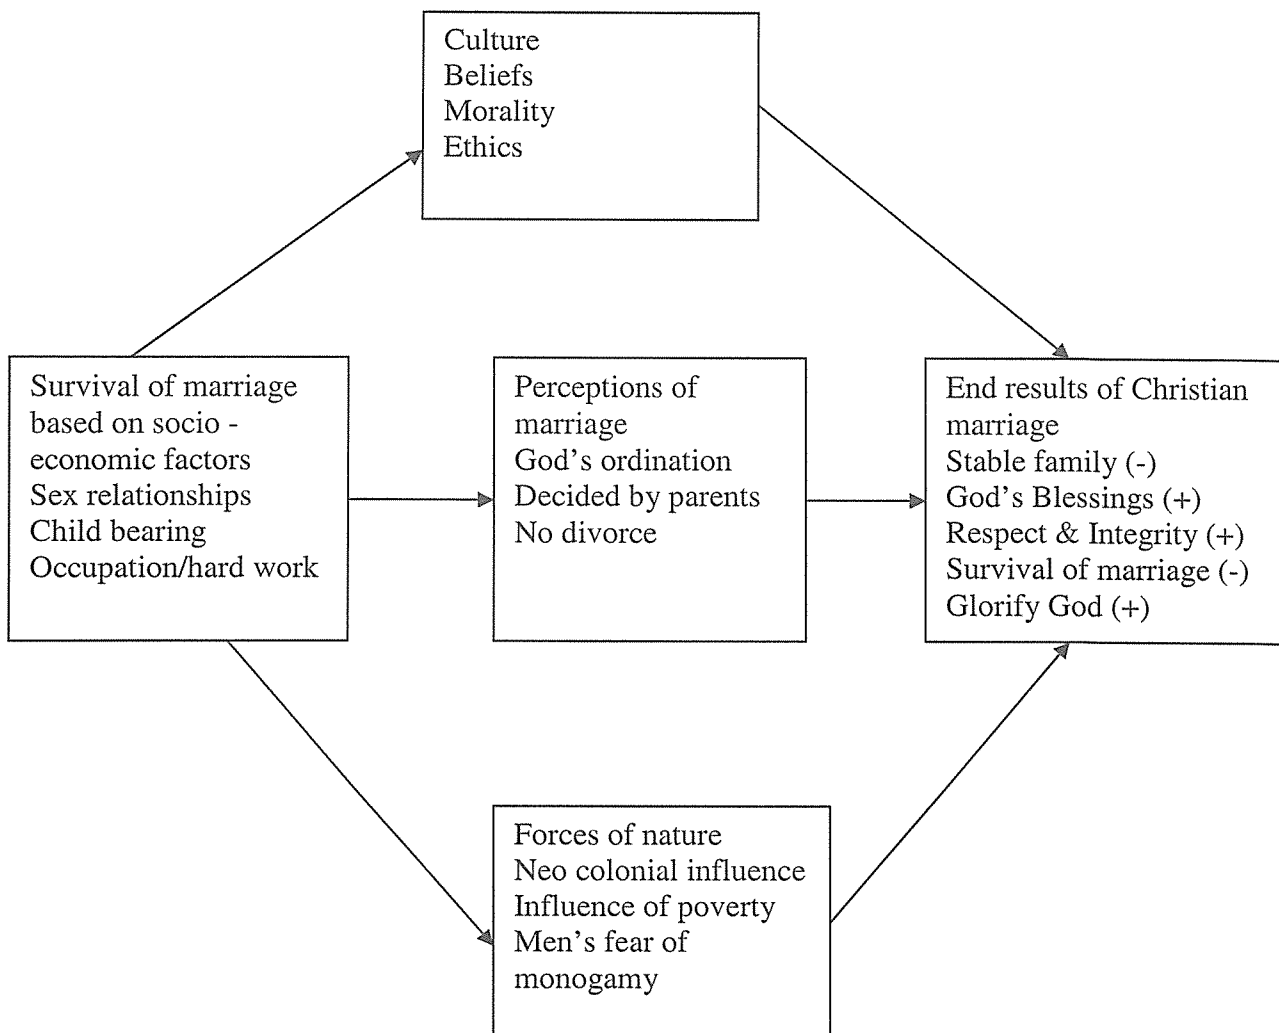 Culture
Beliefs
Morality
Ethics
Survival of marriage
based on socio -
economic factors
Sex relationships
Child bearing
Occupation/hard work
Perceptions of
marriage
God's ordination
Decided by parents
No divorce
End results of Christian
marriage
Stable family (-)
God's Blessings (+)
Respect & Integrity (+)
Survival of marriage (-)
Glorify God (+)
Forces of nature
Neo colonial influence
Influence of poverty
Men's fear of
monogamy